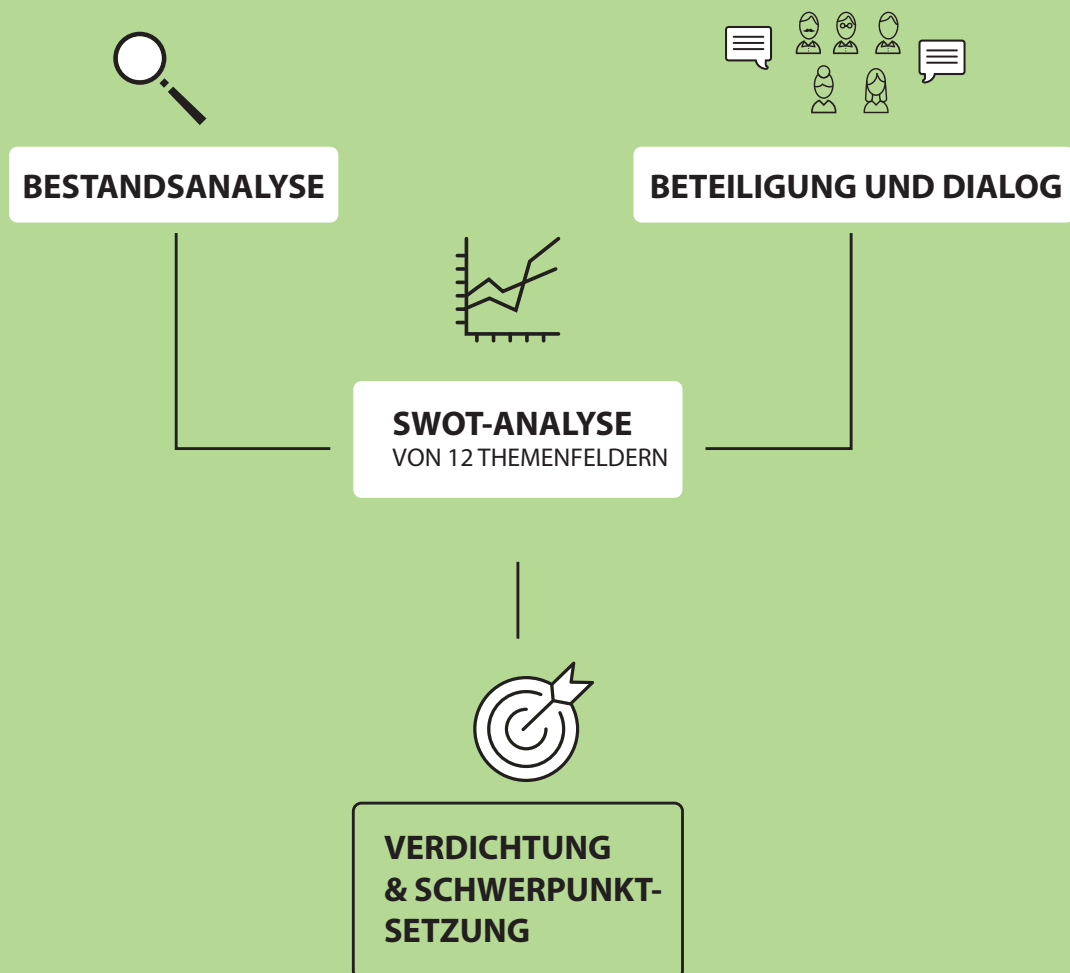 BESTANDSANALYSE
BETEILIGUNG UND DIALOG
SWOT-ANALYSE
VON 12 THEMENFELDERN
VERDICHTUNG
& SCHWERPUNKT-
SETZUNG